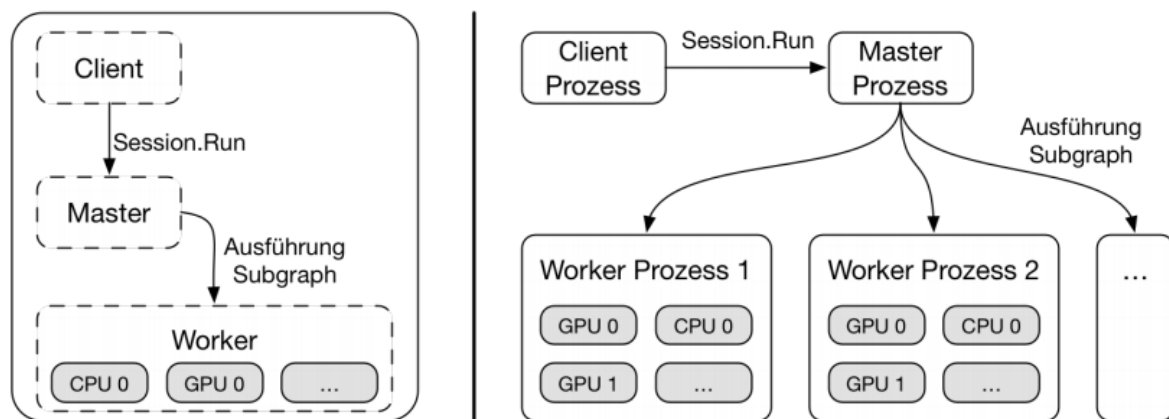 Client
Session.Run
Master
Ausführung
Subgraph
Worker
CPU 0
GPU 0
...
Client
Prozess
Session.Run
Master
Prozess
Ausführung
Subgraph
Worker Prozess 1
GPU 0
CPU 0
GPU 1
...
Worker Prozess 2
GPU 0
CPU 0
GPU 1
...
...